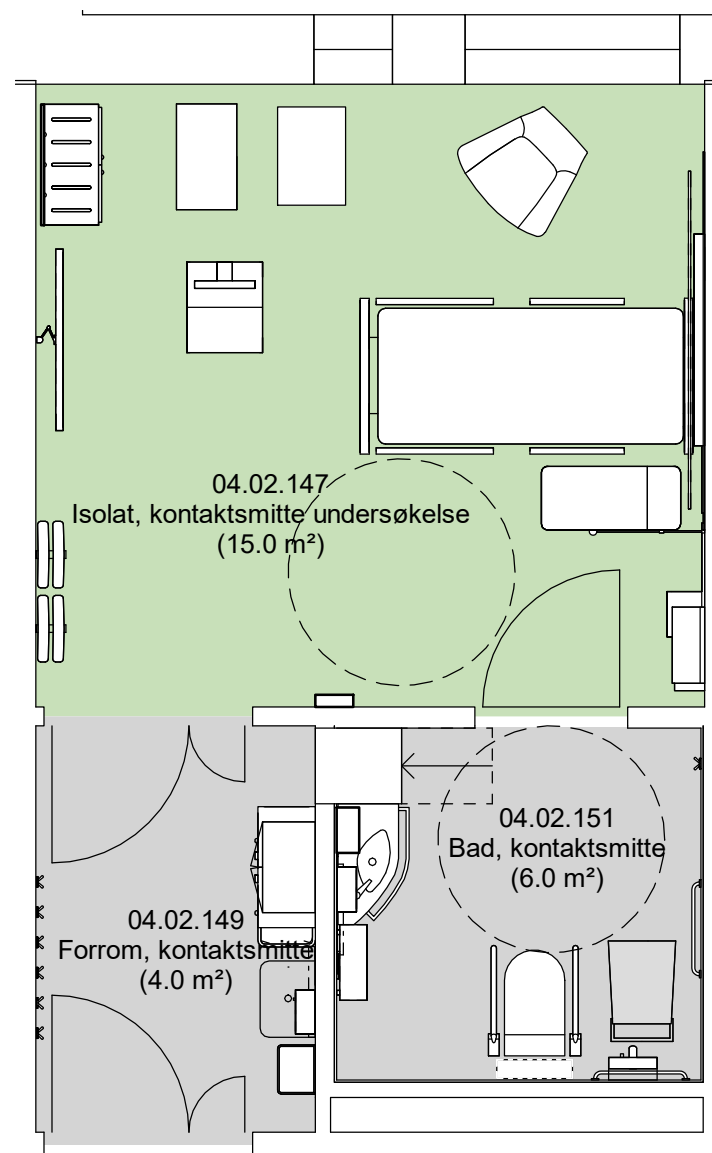 04.02.147
Isolat, kontaktsmitte undersøkelse
(15.0 m²)
04.02.151
Bad, kontaktsmitte
(6.0 m²)
04.02.149
Forrom, kontaktsmitte
(4.0 m²)